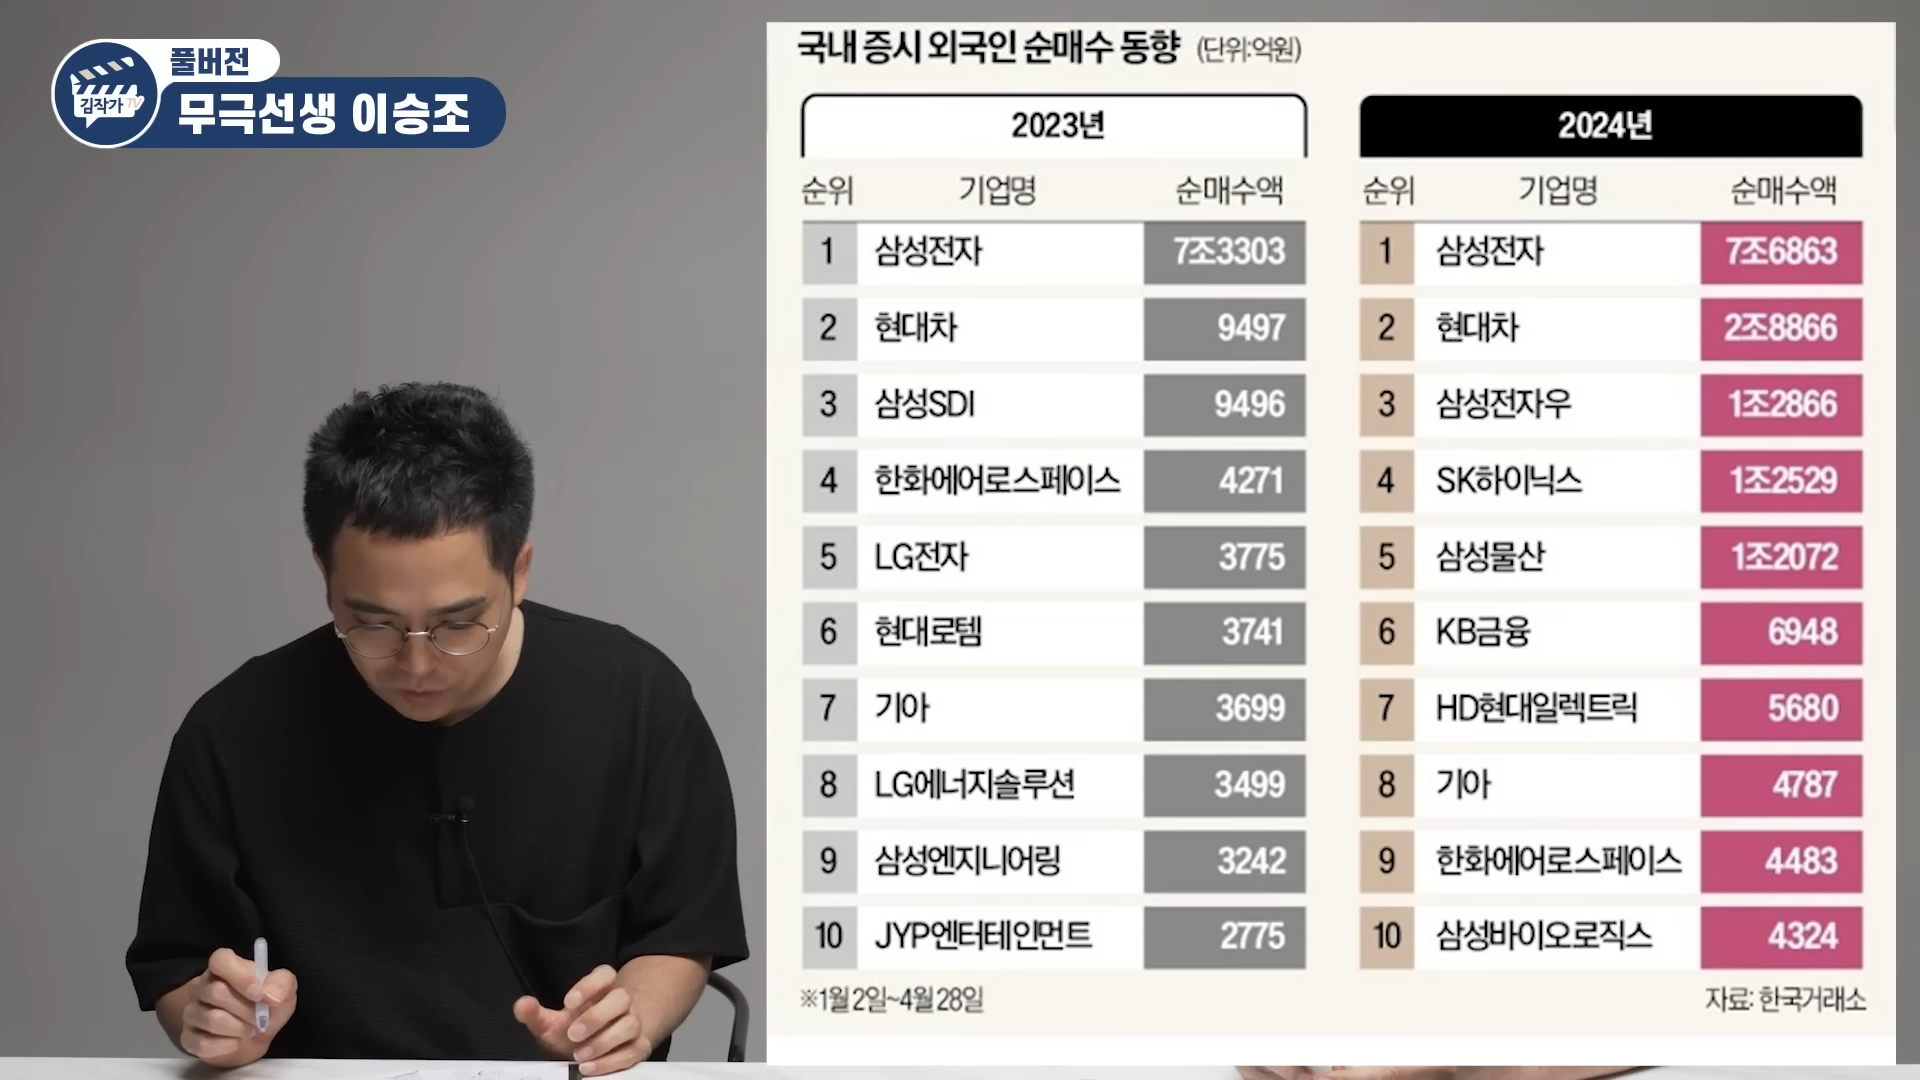 풀버전
김작가 TV
무극선생 이승조
국내 증시 외국인 순매수 동향 (단위:억원)
2023년
순위 기업명 순매수액
1 삼성전자 7조3303
2 현대차 9497
3 삼성SDI 9496
4 한화에어로스페이스 4271
5 LG전자 3775
6 현대로템 3741
7 기아 3699
8 LG에너지솔루션 3499
9 삼성엔지니어링 3242
10 JYP엔터테인먼트 2775
※1월 2일~4월 28일
2024년
순위 기업명 순매수액
1 삼성전자 7조6863
2 현대차 2조8866
3 삼성전자우 1조2866
4 SK하이닉스 1조2529
5 삼성물산 1조2072
6 KB금융 6948
7 HD현대일렉트릭 5680
8 기아 4787
9 한화에어로스페이스 4483
10 삼성바이오로직스 4324
자료: 한국거래소